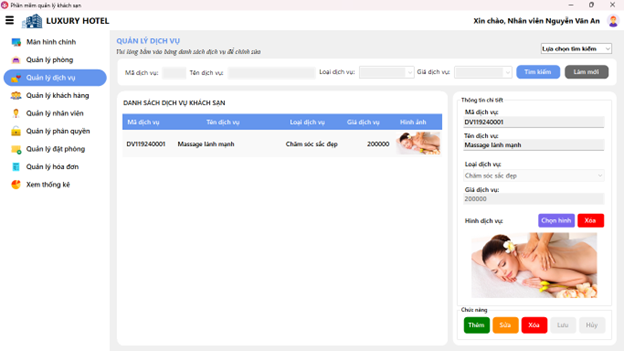 Phần mềm quản lý khách sạn
LUXURY HOTEL
Xin chào, Nhân viên Nguyễn Văn An
Màn hình chính
Quản lý phòng
Quản lý dịch vụ
Quản lý khách hàng
Quản lý nhân viên
Quản lý phân quyền
Quản lý đặt phòng
Quản lý hóa đơn
Xem thống kê
QUẢN LÝ DỊCH VỤ
Thì lăng bấm vào bảng danh sách dịch vụ để chỉnh sửa
Lựa chọn tìm kiếm
Mã dịch vụ: Tên dịch vụ: Loại dịch vụ: Giá dịch vụ: Tìm kiếm Làm mới
DANH SÁCH DỊCH VỤ KHÁCH SẠN
Mã dịch vụ Tên dịch vụ Loại dịch vụ Giá dịch vụ Hình ảnh
DV119240001 Massage lành mạnh Chăm sóc sắc đẹp 200000
Thông tin chi tiết
Mã dịch vụ:
DV119240001
Tên dịch vụ:
Massage lành mạnh
Loại dịch vụ:
Chăm sóc sắc đẹp
Giá dịch vụ:
200000
Hình dịch vụ: Chọn hình Xóa
Chức năng
Thêm Sửa Xóa Lưu Hủy